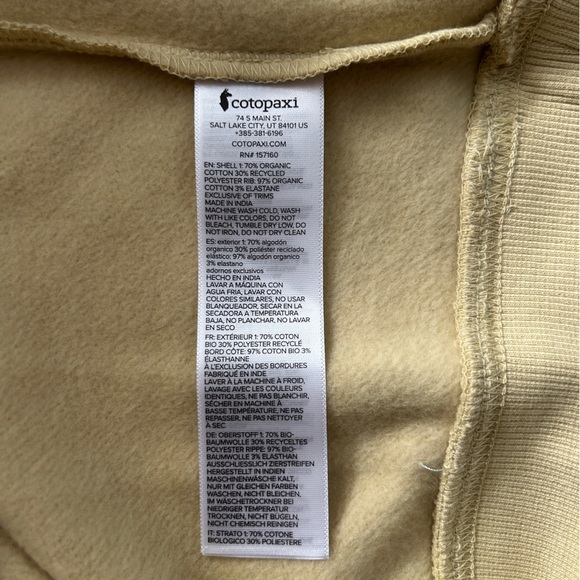 cotopaxi
74 S MAIN ST.
SALT LAKE CITY, UT 84101 US
+385-381-6196
COTOPAXI.COM
RN# 157160
EN: SHELL 1: 70% ORGANIC
COTTON 30% RECYCLED
POLYESTER RIB: 97% ORGANIC
COTTON 3% ELASTANE
EXCLUSIVE OF TRIMS
MADE IN INDIA
MACHINE WASH COLD, WASH
WITH LIKE COLORS, DO NOT
BLEACH, TUMBLE DRY LOW, DO
NOT IRON, DO NOT DRY CLEAN
ES: exterior 1: 70% algodón
organico 30% poliéster reciclado
elástico: 97% algodon organico
3% elastano
adornos exclusivos
HECHO EN INDIA
LAVAR A MÁQUINA CON
AGUA FRIA, LAVAR CON
COLORES SIMILARES, NO USAR
BLANQUEADOR, SECAR EN LA
SECADORA A TEMPERATURA
BAJA, NO PLANCHAR, NO LAVAR
EN SECO
FR: EXTÉRIEUR 1: 70% COTON
BIO 30% POLYESTER RECYCLÉ
BORD CÔTE: 97% COTON BIO 3%
ÉLASTHANNE
À L'EXCLUSION DES BORDURES
FABRIQUÉ EN INDE
LAVER À LA MACHINE À FROID,
LAVAGE AVEC LES COULEURS
IDENTIQUES, NE PAS BLANCHIR,
SÉCHER EN MACHINE À
BASSE TEMPÉRATURE, NE PAS
REPASSER, NE PAS NETTOYER
À SEC
DE: OBERSTOFF 1: 70% BIO-
BAUMWOLLE 30% RECYCELTES
POLYESTER RIPPE: 97% BIO-
BAUMWOLLE 3% ELASTHAN
AUSSCHLIESSLICH ZIERSTREIFEN
HERGESTELLT IN INDIEN
MASCHINENWÄSCHE KALT,
NUR MIT GLEICHEN FARBEN
WASCHEN, NICHT BLEICHEN,
IM WÄSCHETROCKNER BEI
NIEDRIGER TEMPERATUR
TROCKNEN, NICHT BÜGELN,
NICHT CHEMISCH REINIGEN
IT: STRATO 1: 70% COTONE
BIOLOGICO 30% POLIESTERE